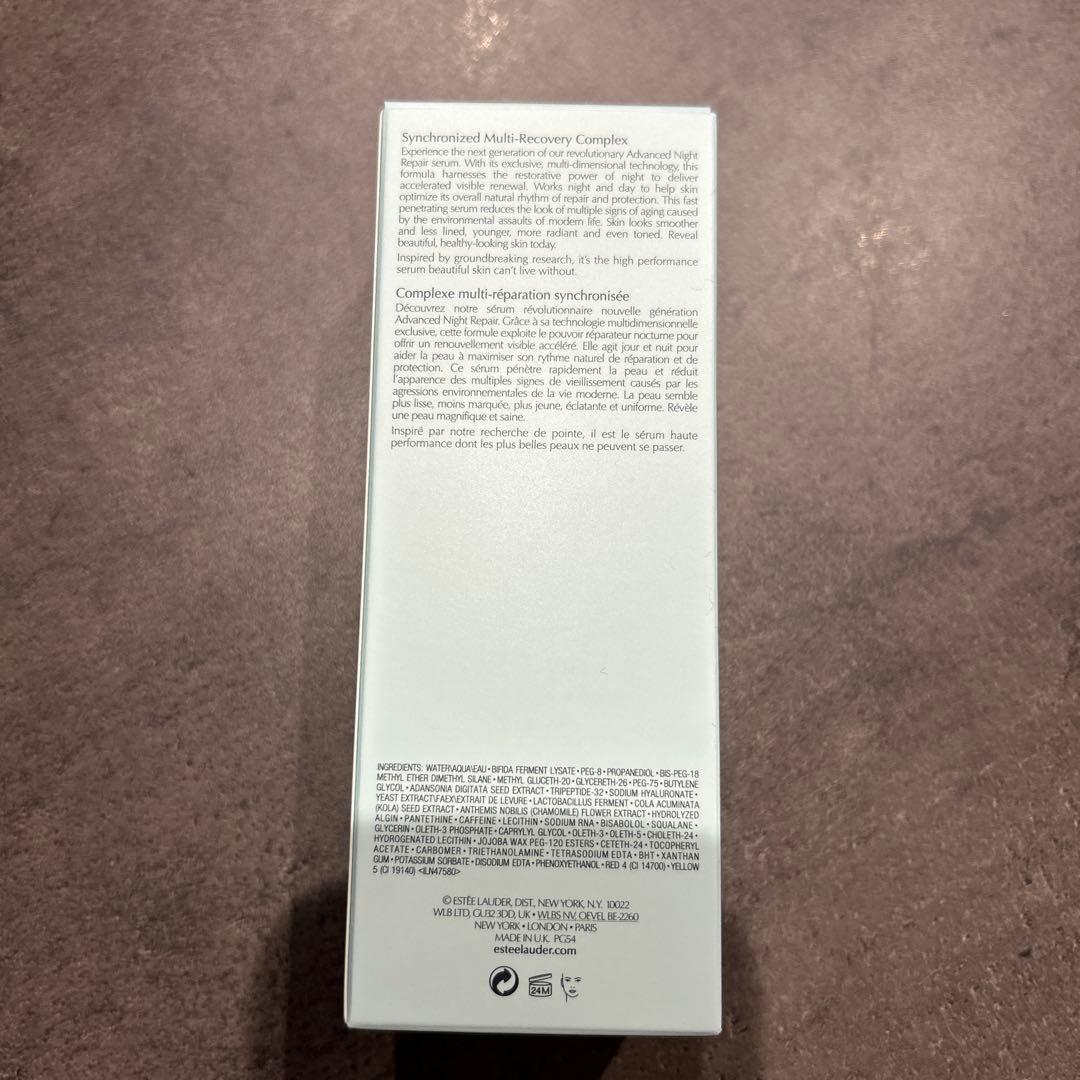 Synchronized Multi-Recovery Complex
Experience the next generation of our revolutionary Advanced Night
Repair serum. With its exclusive, multi-dimensional technology, this
formula harnesses the restorative power of night to deliver
accelerated visible renewal. Works night and day to help skin
optimize its overall natural rhythm of repair and protection. This fast
penetrating serum reduces the look of multiple signs of aging caused
by the environmental assaults of modern life. Skin looks smoother
and less lined, younger, more radiant and even toned. Reveal
beautiful, healthy-looking skin today.
Inspired by groundbreaking research, it's the high performance
serum beautiful skin can't live without.
Complexe multi-réparation synchronisée
Découvrez notre sérum révolutionnaire nouvelle génération
Advanced Night Repair. Grâce à sa technologie multidimensionnelle
exclusive, cette formule exploite le pouvoir réparateur nocturne pour
offrir un renouvellement visible accéléré. Elle agit jour et nuit pour
aider la peau à maximiser son rythme naturel de réparation et de
protection. Ce sérum pénètre rapidement la peau et réduit
l'apparence des multiples signes de vieillissement causés par les
agressions environnementales de la vie moderne. La peau semble
plus lisse, moins marquée, plus jeune, éclatante et uniforme. Révèle
une peau magnifique et saine.
Inspiré par notre recherche de pointe, il est le sérum haute
performance dont les plus belles peaux ne peuvent se passer.
INGREDIENTS: WATER\AQUA\EAU • BIFIDA FERMENT LYSATE • PEG-8 • PROPANEDIOL • BIS-PEG-18
METHYL ETHER DIMETHYL SILANE • METHYL GLUCETH-20 • GLYCERETH-26 • PEG-75 • BUTYLENE
GLYCOL • ADANSONIA DIGITATA SEED EXTRACT • TRIPEPTIDE-32 • SODIUM HYALURONATE •
YEAST EXTRACT\FAEX\EXTRAIT DE LEVURE • LACTOBACILLUS FERMENT • COLA ACUMINATA
(KOLA) SEED EXTRACT • ANTHEMIS NOBILIS (CHAMOMILE) FLOWER EXTRACT • HYDROLYZED
ALGIN • PANTETHINE • CAFFEINE • LECITHIN • SODIUM RNA • BISABOLOL • SQUALANE •
GLYCERIN • OLETH-3 PHOSPHATE • CAPRYLYL GLYCOL • OLETH-3 • OLETH-5 • CHOLETH-24 •
HYDROGENATED LECITHIN • JOJOBA WAX PEG-120 ESTERS • CETETH-24 • TOCOPHERYL
ACETATE • CARBOMER • TRIETHANOLAMINE • TETRASODIUM EDTA • BHT • XANTHAN
GUM • POTASSIUM SORBATE • DISODIUM EDTA • PHENOXYETHANOL • RED 4 (CI 14700) • YELLOW
5 (CI 19140) <ILN47580>
© ESTÉE LAUDER, DIST., NEW YORK, N.Y. 10022
WLB LTD, GU32 3DD, UK • WLBS NV. OEVEL BE-2260
NEW YORK • LONDON • PARIS
MADE IN U.K. PG54
esteelauder.com
24M